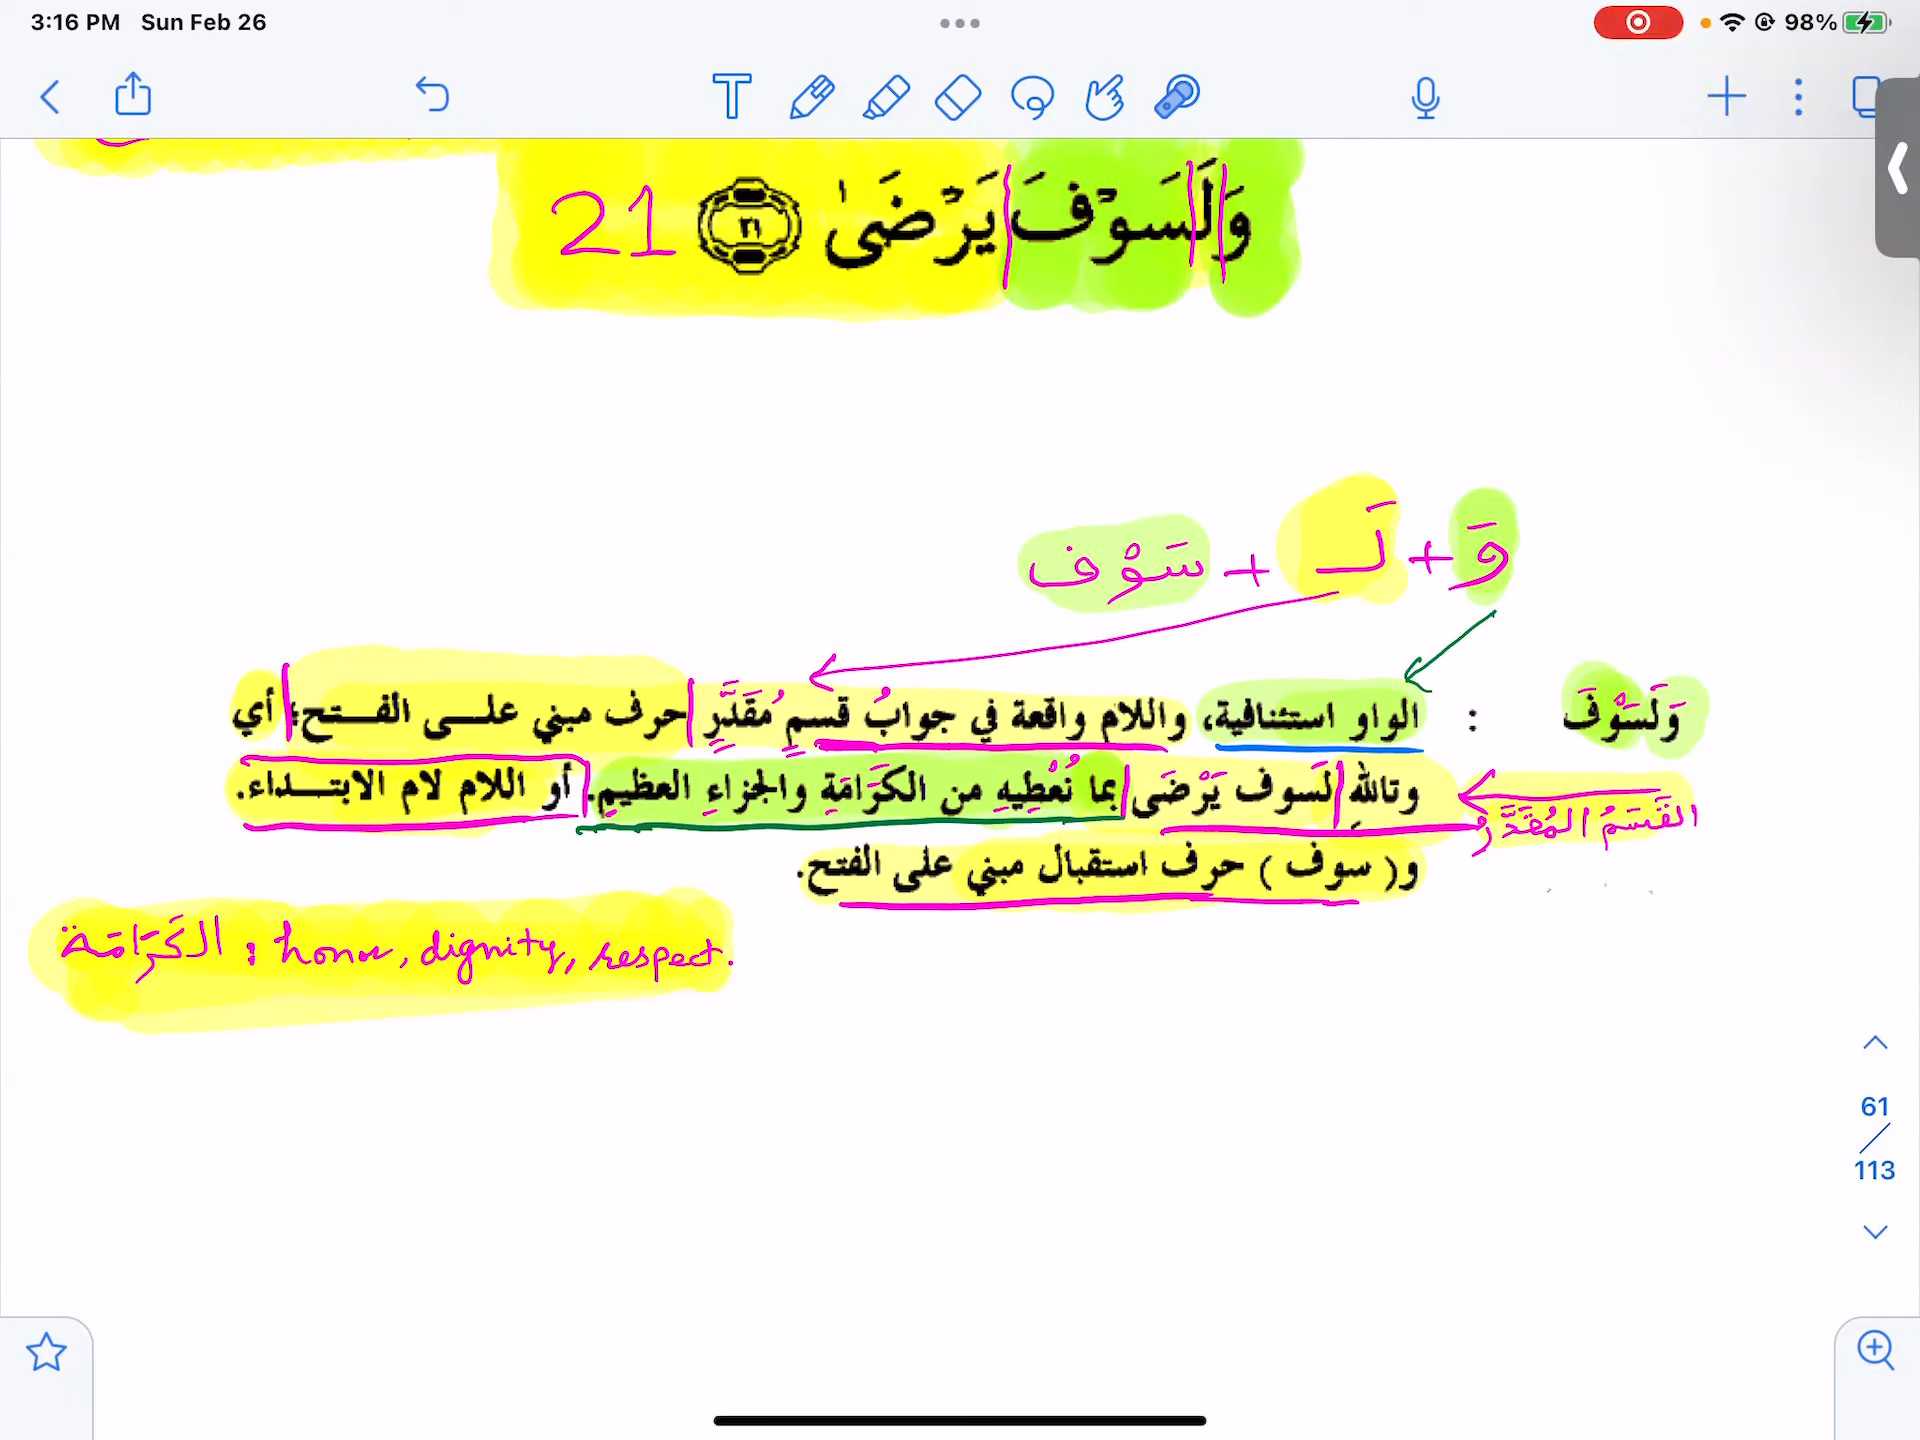 3:16 PM Sun Feb 26
98%
وَلَسَوْفَ يَرْضَىٰ ٢١ 21
وَ + لَـ + سَوْف
وَلَسَوْفَ : الواو استئنافية، واللام واقعة في جوابُ قسمٍ مُقَدَّرٍ حرف مبني على الفتح؛ أي
وتاللهِ لَسوف يَرْضَى بما نُعْطِيهِ من الكَرَامَةِ والجزاءِ العظيمِ. أو اللام لام الابتداء.
القَسَمُ المُقَدَّرُ
و( سوف ) حرف استقبال مبني على الفتح.
الكَرَامَة : honor, dignity, respect.
61
/
113